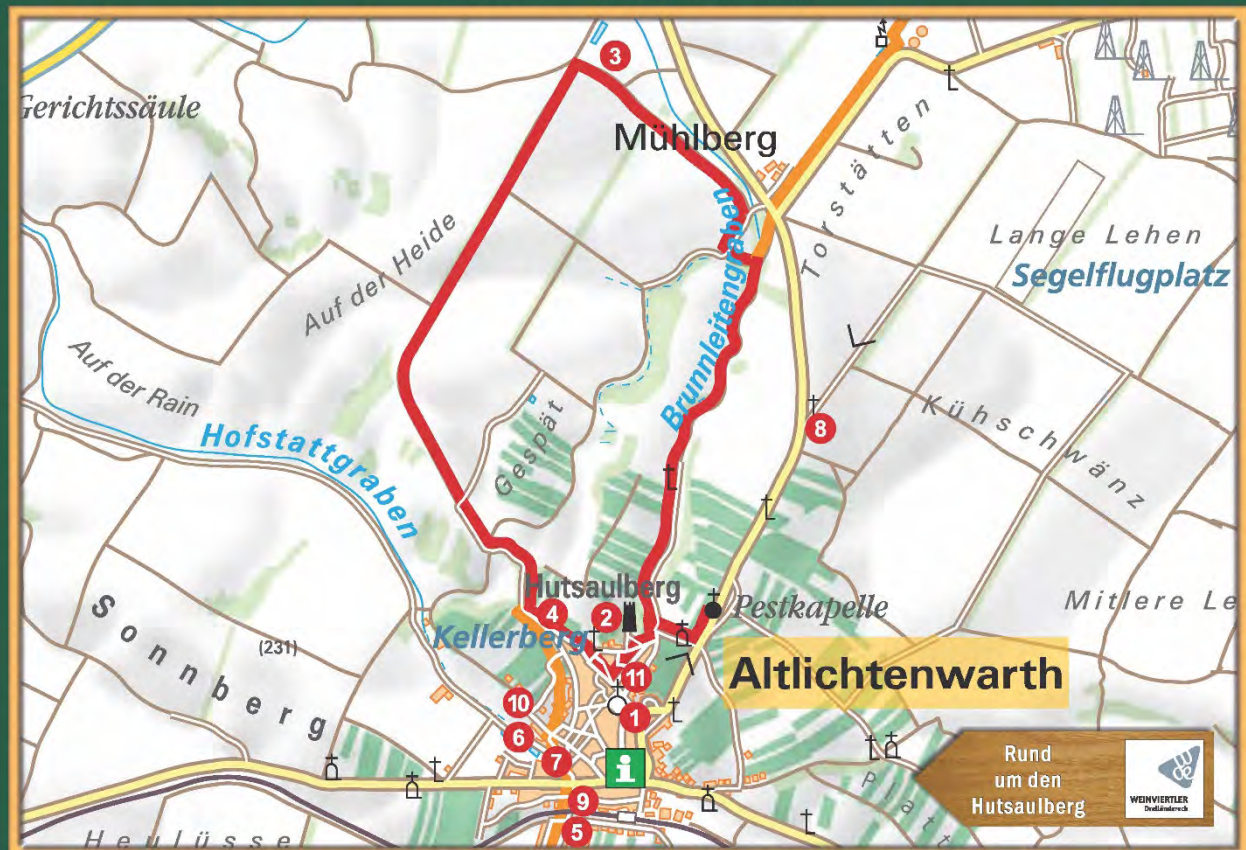 3
Gerichtssäule
Mühlberg
Torstätten
Lange Lehen
Segelflugplatz
Auf der Heide
Brunnleitengraben
Auf der Rain
Hofstattgraben
Gespät
8
Kühschwänz
Hutsaulberg
4
2
Pestkapelle
Mitlere Le
Sonnberg
(231)
Kellerberg
11
Altlichtenwarth
10
1
6
7
i
9
5
Platt
Heulüsse
Rund
um den
Hutsaulberg
WEINVIERTLER
Dreiländereck